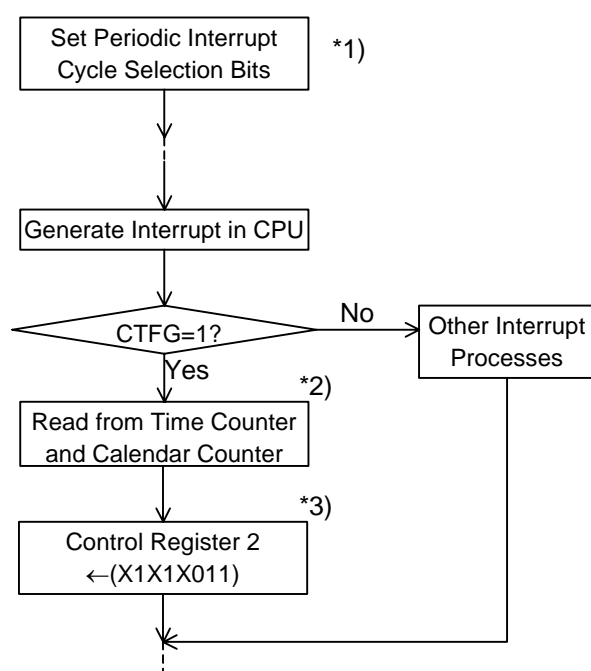 Set Periodic Interrupt
Cycle Selection Bits
*1)
Generate Interrupt in CPU
CTFG=1?
No
Other Interrupt
Processes
Yes
*2)
Read from Time Counter
and Calendar Counter
*3)
Control Register 2
←(X1X1X011)